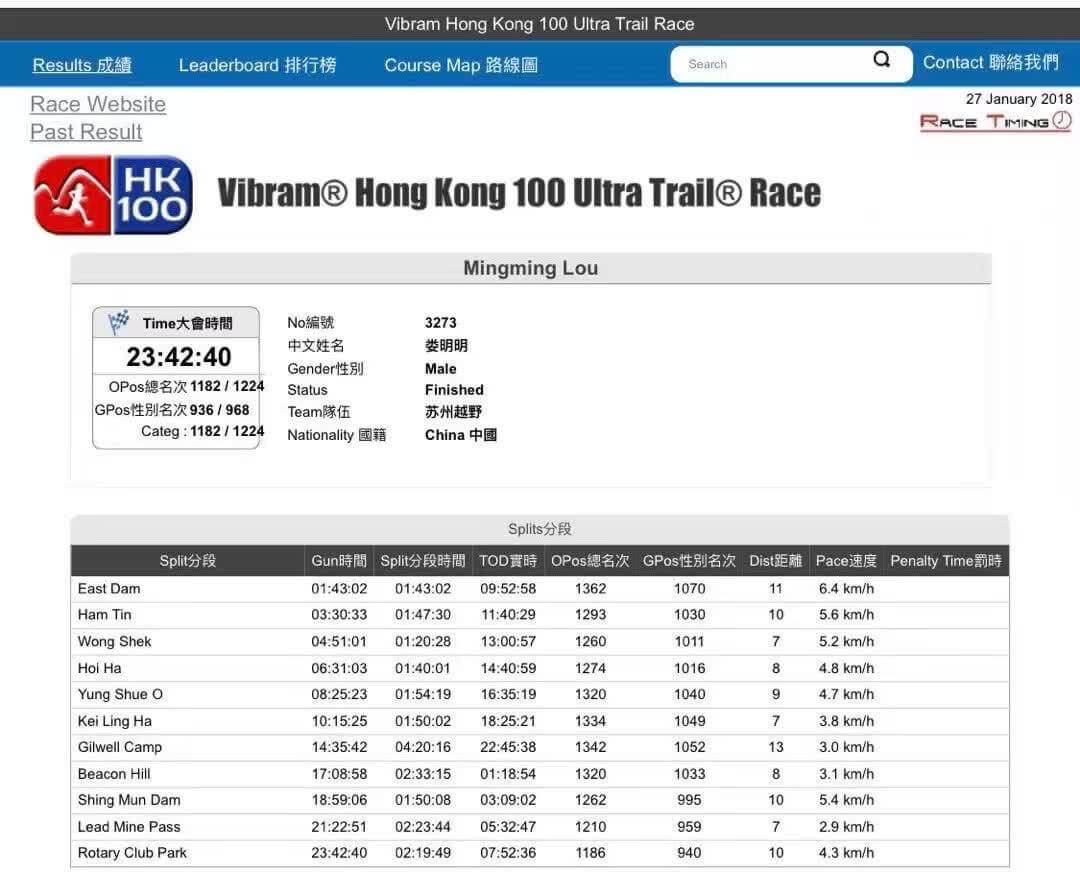 Vibram Hong Kong 100 Ultra Trail Race
Results 成績 Leaderboard 排行榜 Course Map 路線圖 Search Contact 聯絡我們
Race Website
27 January 2018
Past Result
RACE TIMING
HK
100
Vibram® Hong Kong 100 Ultra Trail® Race
Mingming Lou
Time大會時間
23:42:40
OPos總名次 1182 / 1224
GPos性別名次 936 / 968
Categ : 1182 / 1224
No編號 3273
中文姓名 娄明明
Gender性別 Male
Status Finished
Team隊伍 苏州越野
Nationality 國籍 China 中國
Splits分段
Split分段 Gun時間 Split分段時間 TOD實時 OPos總名次 GPos性別名次 Dist距離 Pace速度 Penalty Time罰時
East Dam 01:43:02 01:43:02 09:52:58 1362 1070 11 6.4 km/h
Ham Tin 03:30:33 01:47:30 11:40:29 1293 1030 10 5.6 km/h
Wong Shek 04:51:01 01:20:28 13:00:57 1260 1011 7 5.2 km/h
Hoi Ha 06:31:03 01:40:01 14:40:59 1274 1016 8 4.8 km/h
Yung Shue O 08:25:23 01:54:19 16:35:19 1320 1040 9 4.7 km/h
Kei Ling Ha 10:15:25 01:50:02 18:25:21 1334 1049 7 3.8 km/h
Gilwell Camp 14:35:42 04:20:16 22:45:38 1342 1052 13 3.0 km/h
Beacon Hill 17:08:58 02:33:15 01:18:54 1320 1033 8 3.1 km/h
Shing Mun Dam 18:59:06 01:50:08 03:09:02 1262 995 10 5.4 km/h
Lead Mine Pass 21:22:51 02:23:44 05:32:47 1210 959 7 2.9 km/h
Rotary Club Park 23:42:40 02:19:49 07:52:36 1186 940 10 4.3 km/h